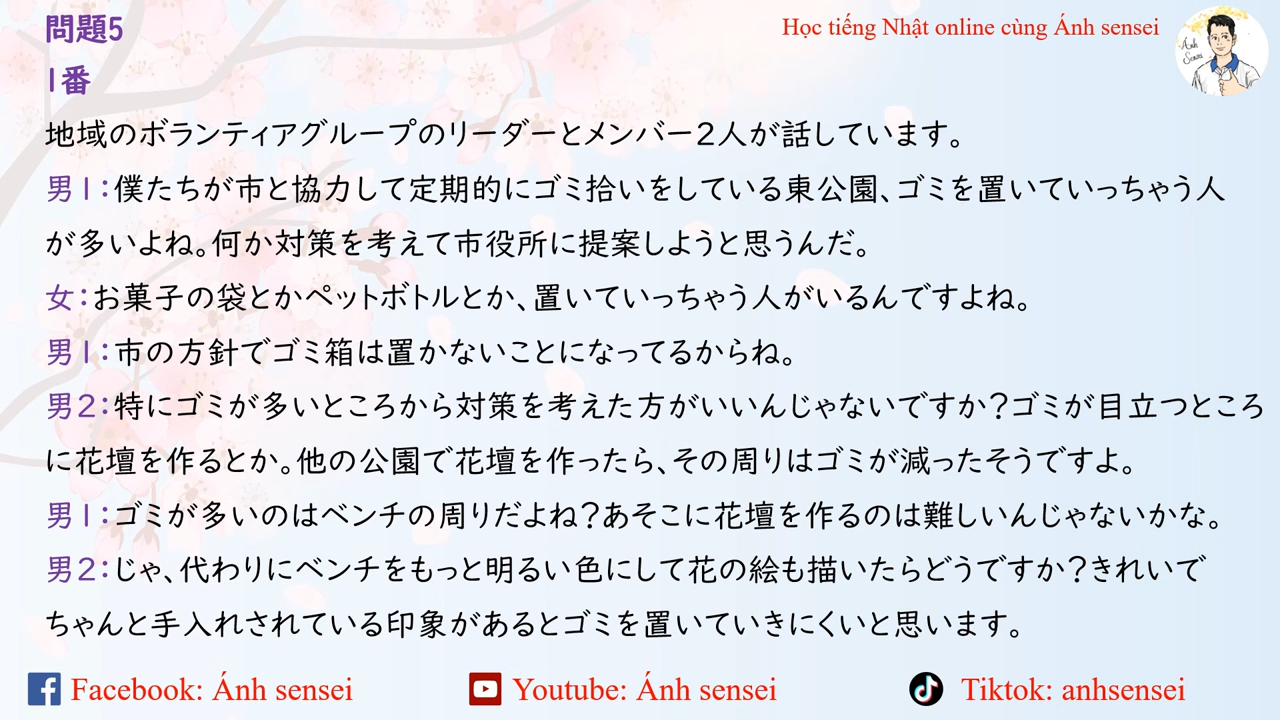 問題5
Học tiếng Nhật online cùng Ánh sensei
Ánh
Sensei
1番
地域のボランティアグループのリーダーとメンバー2人が話しています。
男1：僕たちが市と協力して定期的にゴミ拾いをしている東公園、ゴミを置いていっちゃう人
が多いよね。何か対策を考えて市役所に提案しようと思うんだ。
女：お菓子の袋とかペットボトルとか、置いていっちゃう人がいるんですよね。
男1：市の方針でゴミ箱は置かないことになってるからね。
男2：特にゴミが多いところから対策を考えた方がいいんじゃないですか？ゴミが目立つところ
に花壇を作るとか。他の公園で花壇を作ったら、その周りはゴミが減ったそうですよ。
男1：ゴミが多いのはベンチの周りだよね？あそこに花壇を作るのは難しいんじゃないかな。
男2：じゃ、代わりにベンチをもっと明るい色にして花の絵も描いたらどうですか？きれいで
ちゃんと手入れされている印象があるとゴミを置いていきにくいと思います。
Facebook: Ánh sensei
Youtube: Ánh sensei
Tiktok: anhsensei